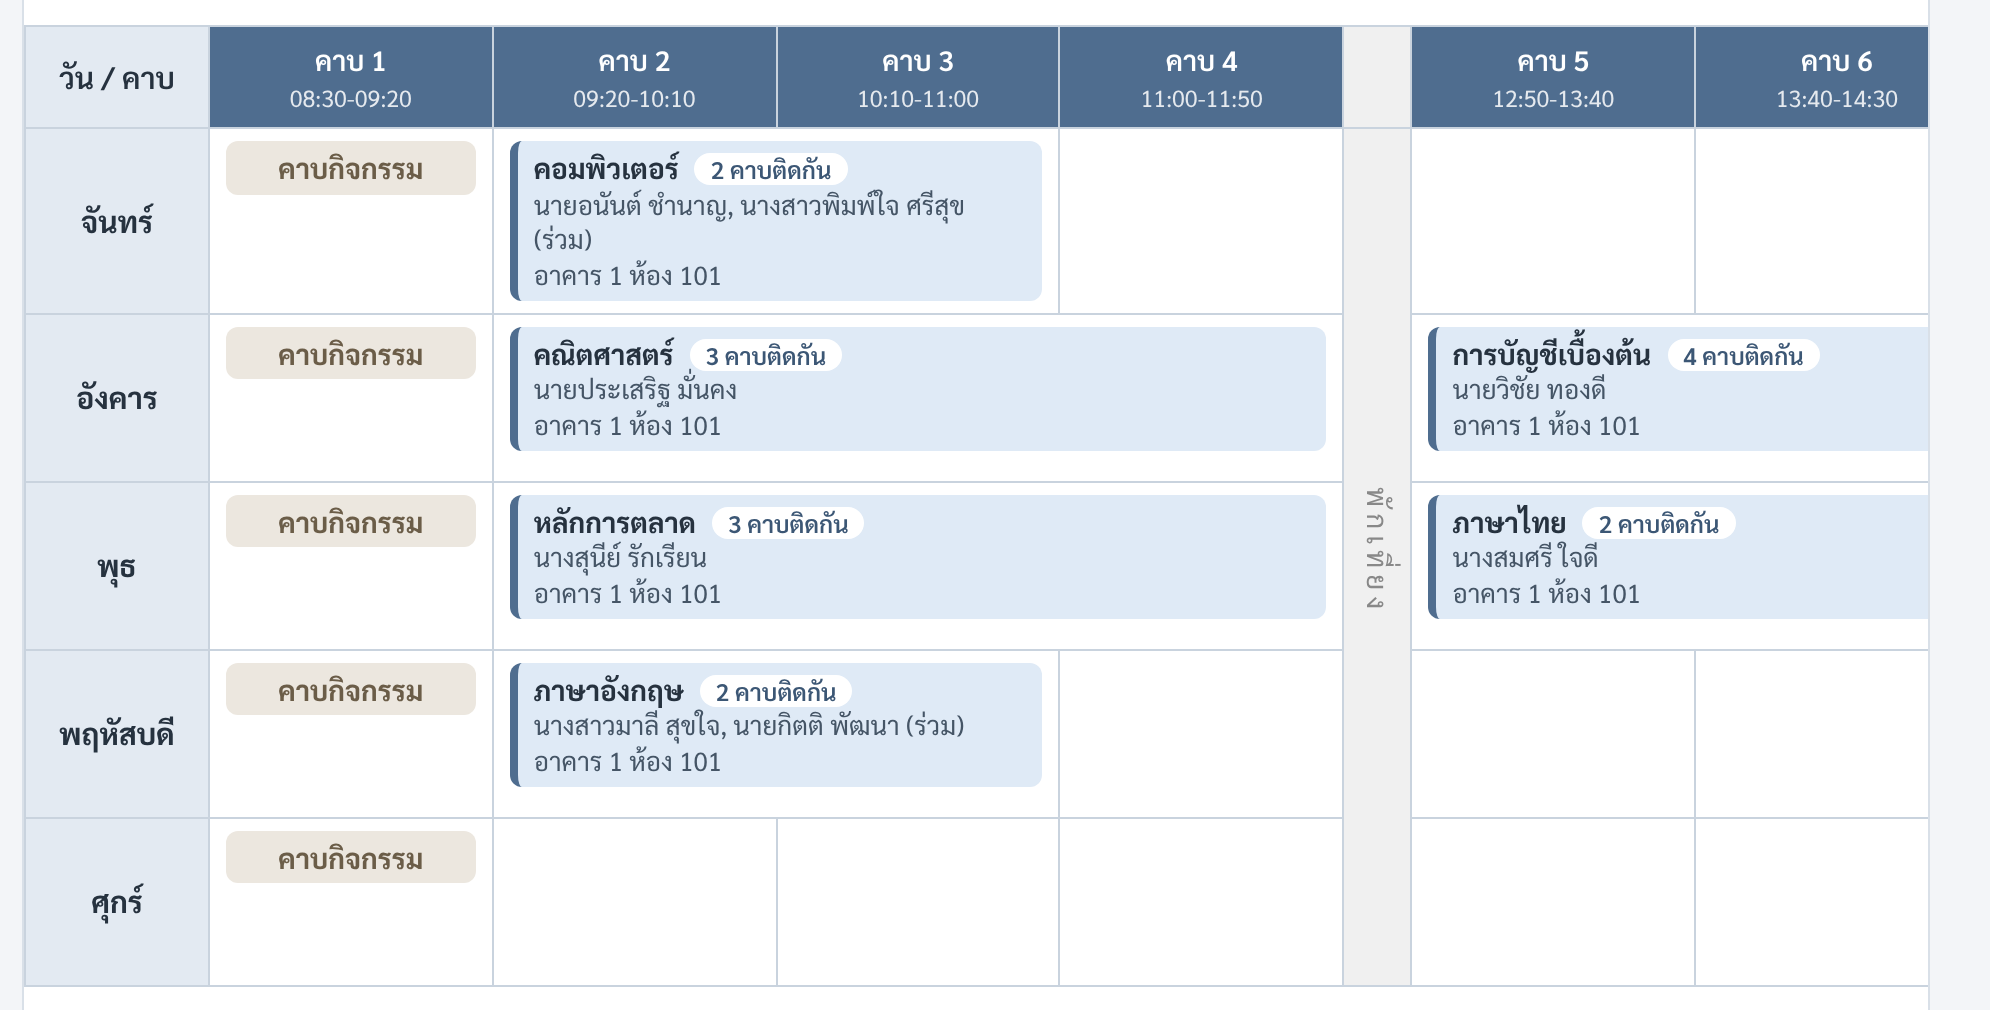 วัน / คาบ
คาบ 1
08:30-09:20
คาบ 2
09:20-10:10
คาบ 3
10:10-11:00
คาบ 4
11:00-11:50
คาบ 5
12:50-13:40
คาบ 6
13:40-14:30
พักเที่ยง
จันทร์
คาบกิจกรรม
คอมพิวเตอร์ 2 คาบติดกัน
นายอนันต์ ชำนาญ, นางสาวพิมพ์ใจ ศรีสุข
(ร่วม)
อาคาร 1 ห้อง 101
อังคาร
คาบกิจกรรม
คณิตศาสตร์ 3 คาบติดกัน
นายประเสริฐ มั่นคง
อาคาร 1 ห้อง 101
การบัญชีเบื้องต้น 4 คาบติดกัน
นายวิชัย ทองดี
อาคาร 1 ห้อง 101
พุธ
คาบกิจกรรม
หลักการตลาด 3 คาบติดกัน
นางสุนีย์ รักเรียน
อาคาร 1 ห้อง 101
ภาษาไทย 2 คาบติดกัน
นางสมศรี ใจดี
อาคาร 1 ห้อง 101
พฤหัสบดี
คาบกิจกรรม
ภาษาอังกฤษ 2 คาบติดกัน
นางสาวมาลี สุขใจ, นายกิตติ พัฒนา (ร่วม)
อาคาร 1 ห้อง 101
ศุกร์
คาบกิจกรรม